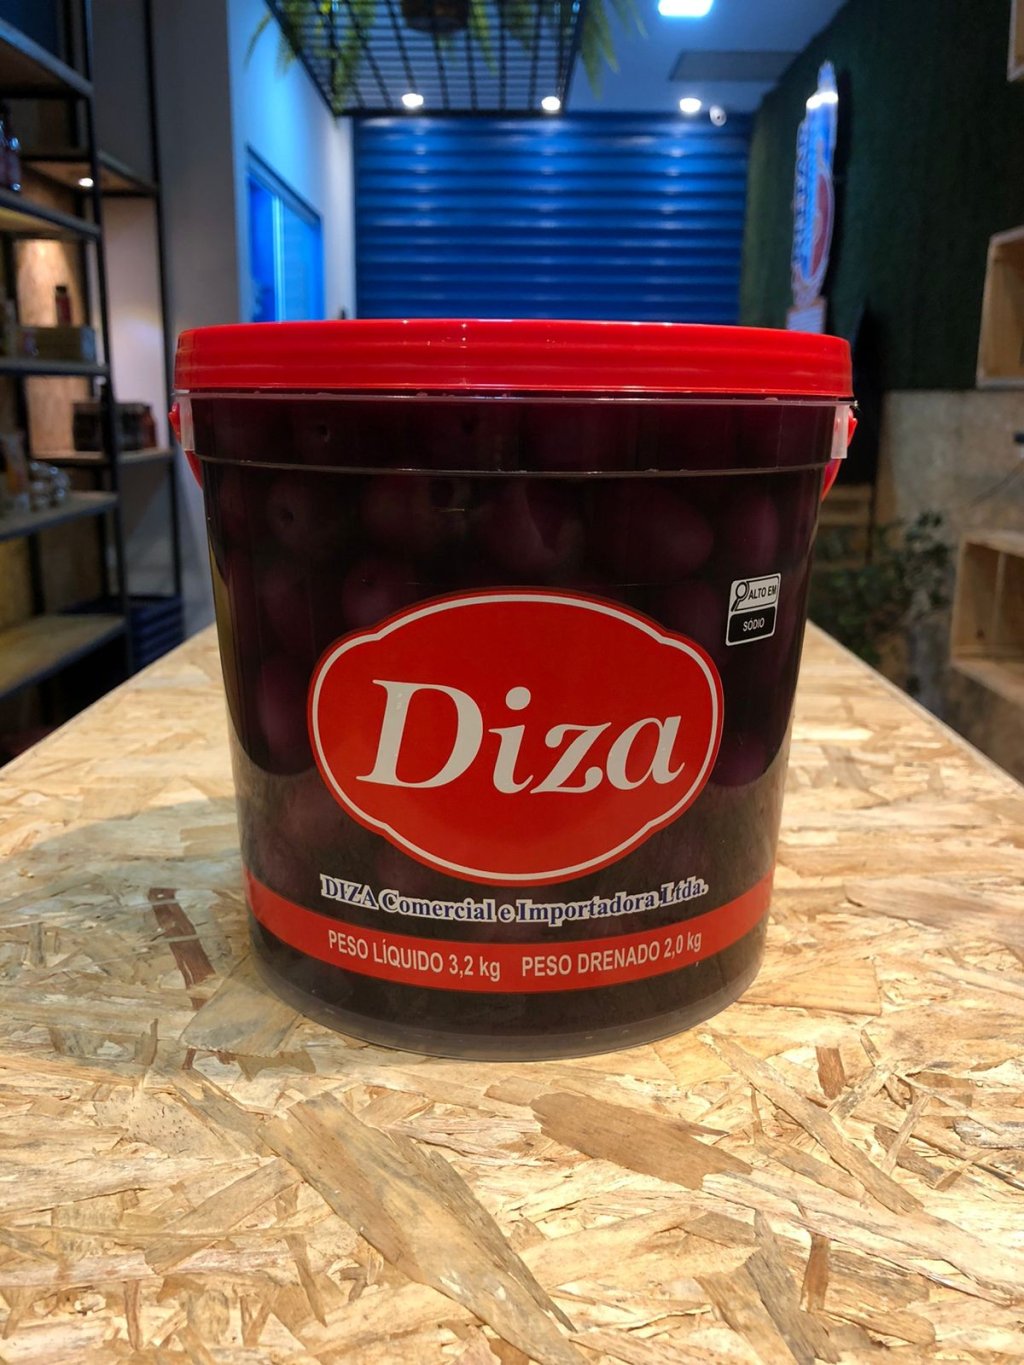 ALTO EM
SÓDIO
Diza
DIZA Comercial e Importadora Ltda.
PESO LÍQUIDO 3,2 kg PESO DRENADO 2,0 kg